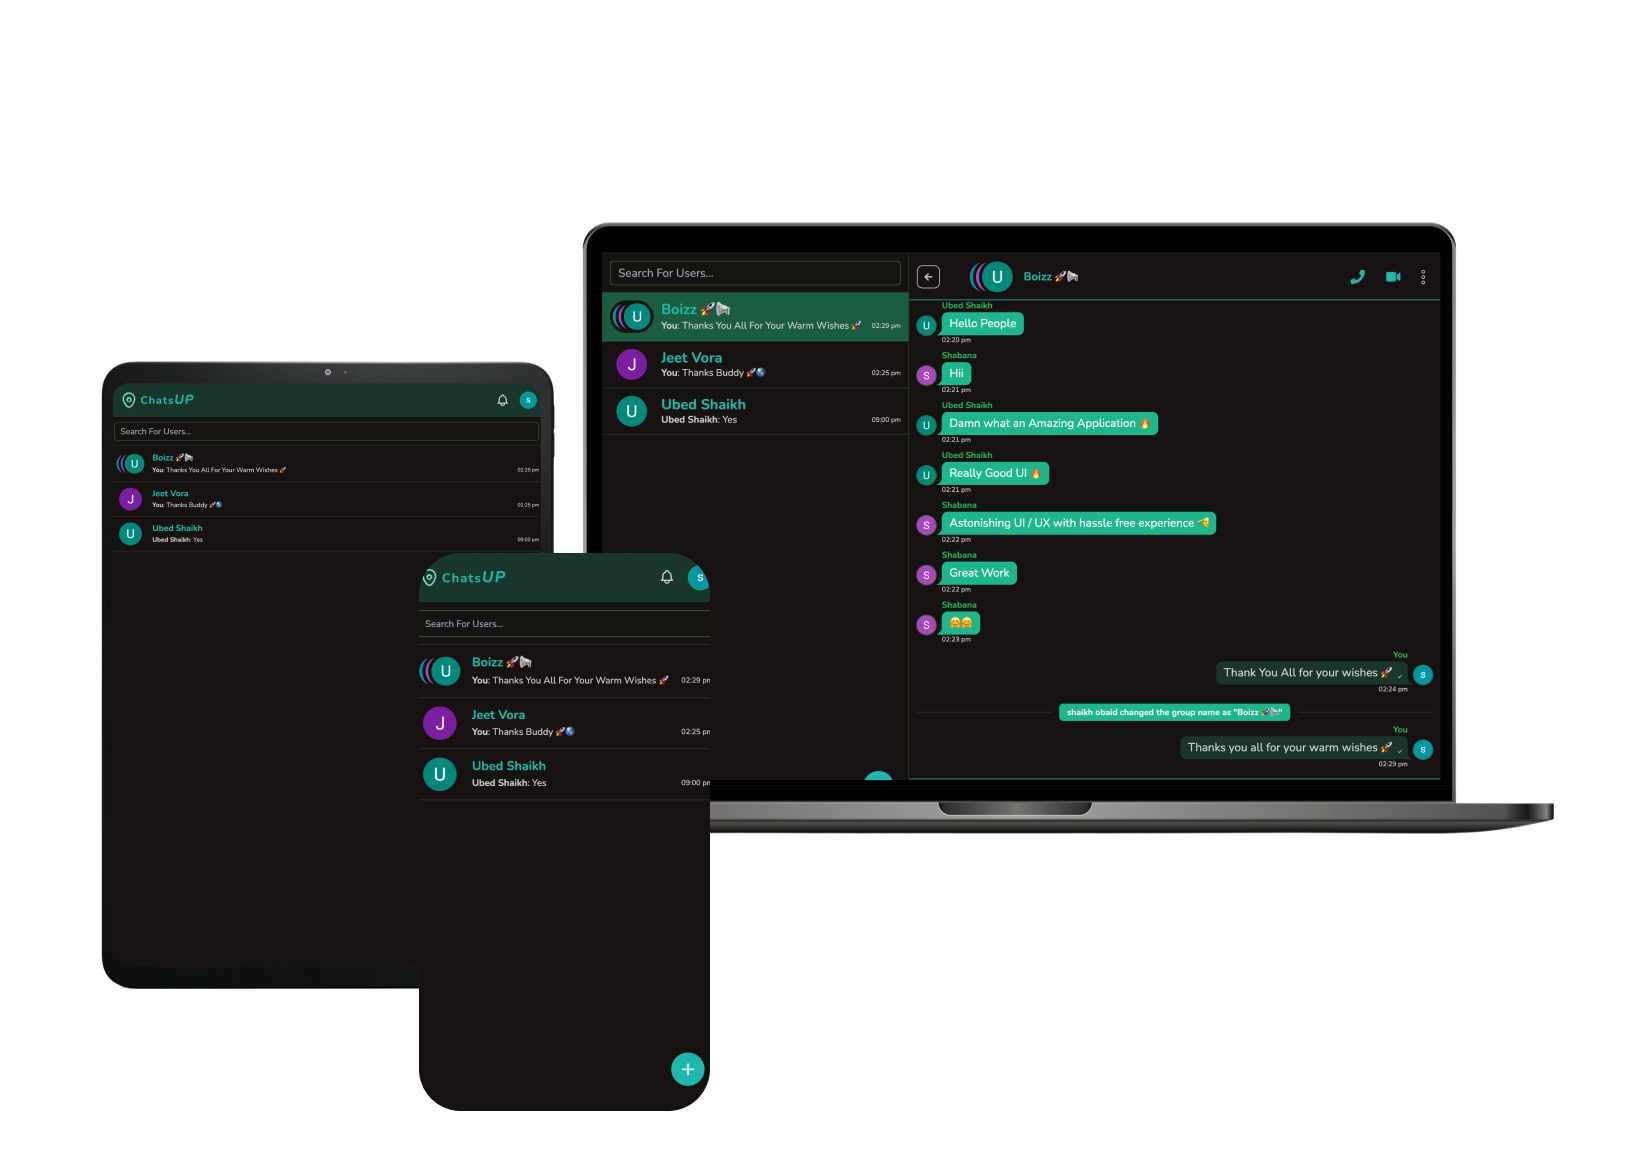 Search For Users...
Boizz 🚀📢
You: Thanks You All For Your Warm Wishes 🚀 02:29 pm
J
Jeet Vora
You: Thanks Buddy 🚀🌎 02:25 pm
U
Ubed Shaikh
Ubed Shaikh: Yes 09:00 pm
U
Boizz 🚀📢
Ubed Shaikh
U
Hello People
02:20 pm
Shabana
S
Hii
02:21 pm
Ubed Shaikh
U
Damn what an Amazing Application 🔥
02:21 pm
Ubed Shaikh
U
Really Good UI 🔥
02:21 pm
Shabana
S
Astonishing UI / UX with hassle free experience 🫡
02:22 pm
Shabana
S
Great Work
02:22 pm
Shabana
S
🤗🤗
02:23 pm
You
Thank You All for your wishes 🚀 ✓
S
02:24 pm
shaikh obaid changed the group name as "Boizz 🚀📢"
You
Thanks you all for your warm wishes 🚀 ✓
S
02:29 pm
ChatsUP
S
Search For Users...
U
Boizz 🚀📢
You: Thanks You All For Your Warm Wishes 🚀 02:29 pm
J
Jeet Vora
You: Thanks Buddy 🚀🌎 02:25 pm
U
Ubed Shaikh
Ubed Shaikh: Yes 09:00 pm
ChatsUP
S
Search For Users...
U
Boizz 🚀📢
You: Thanks You All For Your Warm Wishes 🚀 02:29 pm
J
Jeet Vora
You: Thanks Buddy 🚀🌎 02:25 pm
U
Ubed Shaikh
Ubed Shaikh: Yes 09:00 pm
+